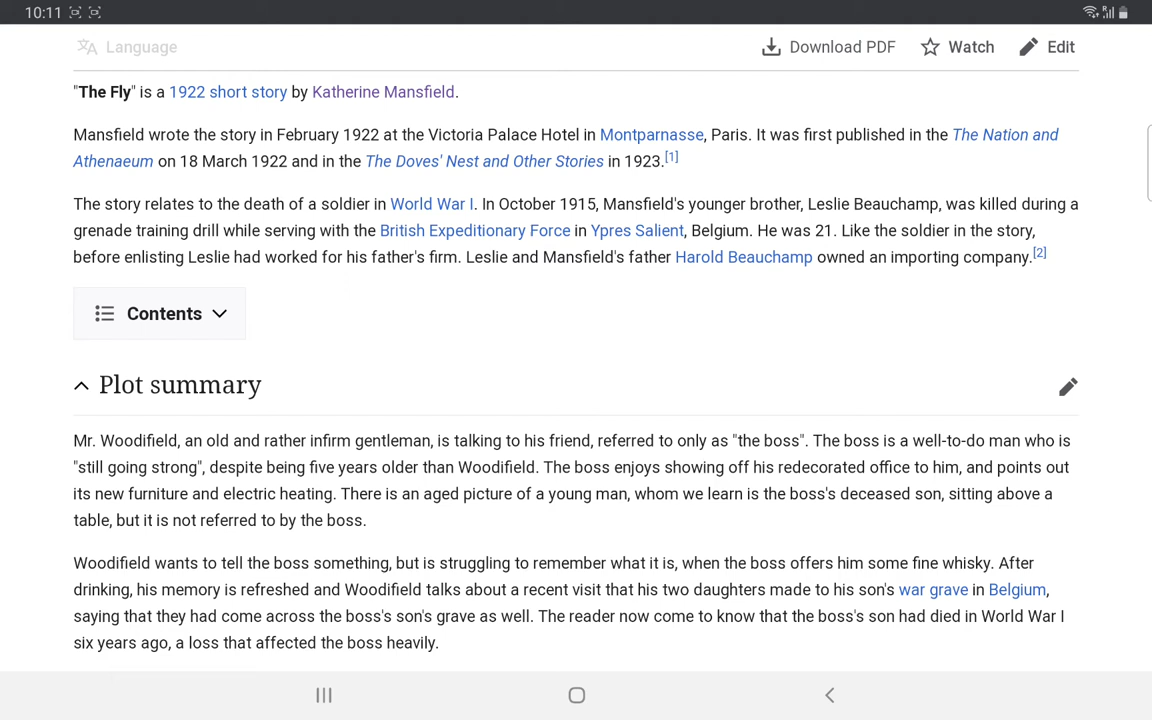 10:11
Language
Download PDF Watch Edit
"The Fly" is a 1922 short story by Katherine Mansfield.
Mansfield wrote the story in February 1922 at the Victoria Palace Hotel in Montparnasse, Paris. It was first published in the The Nation and
Athenaeum on 18 March 1922 and in the The Doves' Nest and Other Stories in 1923.[1]
The story relates to the death of a soldier in World War I. In October 1915, Mansfield's younger brother, Leslie Beauchamp, was killed during a
grenade training drill while serving with the British Expeditionary Force in Ypres Salient, Belgium. He was 21. Like the soldier in the story,
before enlisting Leslie had worked for his father's firm. Leslie and Mansfield's father Harold Beauchamp owned an importing company.[2]
Contents
Plot summary
Mr. Woodifield, an old and rather infirm gentleman, is talking to his friend, referred to only as "the boss". The boss is a well-to-do man who is
"still going strong", despite being five years older than Woodifield. The boss enjoys showing off his redecorated office to him, and points out
its new furniture and electric heating. There is an aged picture of a young man, whom we learn is the boss's deceased son, sitting above a
table, but it is not referred to by the boss.
Woodifield wants to tell the boss something, but is struggling to remember what it is, when the boss offers him some fine whisky. After
drinking, his memory is refreshed and Woodifield talks about a recent visit that his two daughters made to his son's war grave in Belgium,
saying that they had come across the boss's son's grave as well. The reader now come to know that the boss's son had died in World War I
six years ago, a loss that affected the boss heavily.